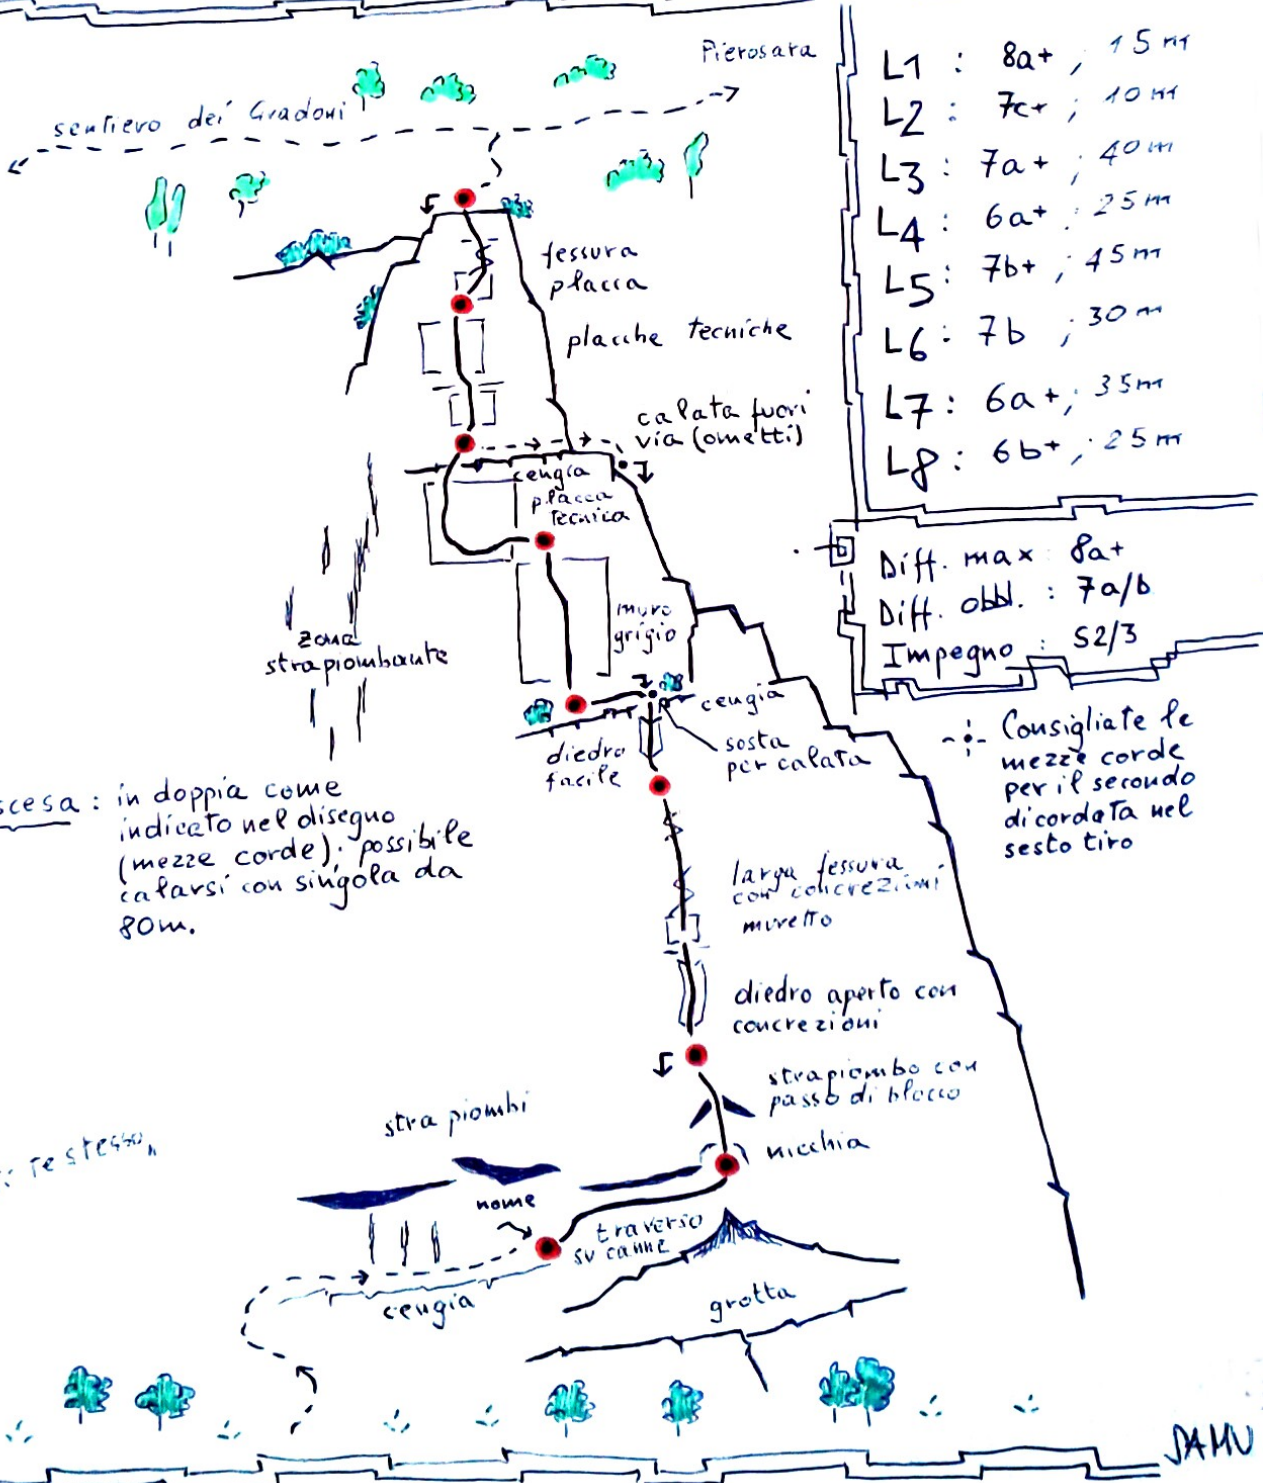 Pierosara
sentiero dei Gradoni
fessura
placca
placche tecniche
calata fuori
via (ometti)
cengia
placca
tecnica
muro
grigio
zona
strapiombante
cengia
sosta
per calata
diedro
facile
scesa : in doppia come
indicato nel disegno
(mezze corde); possibile
calarsi con singola da
80m.
larga fessura
con concrezioni
muretto
diedro aperto con
concrezioni
strapiombo con
passo di blocco
nicchia
strapiombi
te stesso"
nome
traverso
su canne
cengia
grotta
L1 : 8a+ ; 15 m
L2 : 7c+ ; 10 m
L3 : 7a+ ; 40 m
L4 : 6a+ : 25 m
L5 : 7b+ ; 45 m
L6 : 7b ; 30 m
L7 : 6a+ ; 35 m
L8 : 6b+ ; 25 m
Diff. max : 8a+
Diff. obbl. : 7a/b
Impegno : S2/3
Consigliate le
mezze corde
per il secondo
di cordata nel
sesto tiro
SAMU